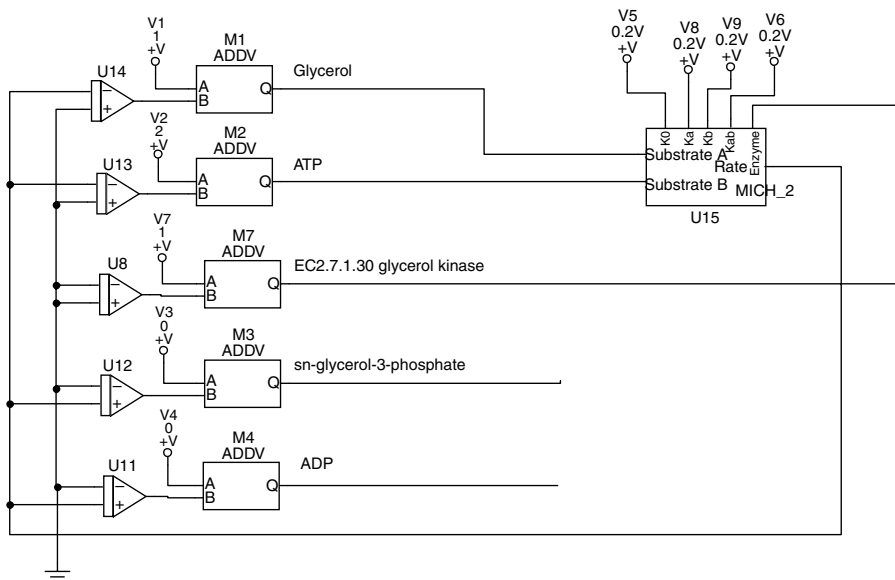 V1
1
+V
U14
M1
ADDV
A
B
Q
Glycerol
V5
0.2V
+V
V8
0.2V
+V
V9
0.2V
+V
V6
0.2V
+V
K0
Ka
Kb
Kab
Enzyme
Substrate A
Rate
Substrate B
MICH_2
U15
V2
2
+V
U13
M2
ADDV
A
B
Q
ATP
V7
1
+V
U8
M7
ADDV
A
B
Q
EC2.7.1.30 glycerol kinase
V3
0
+V
U12
M3
ADDV
A
B
Q
sn-glycerol-3-phosphate
V4
0
+V
U11
M4
ADDV
A
B
Q
ADP